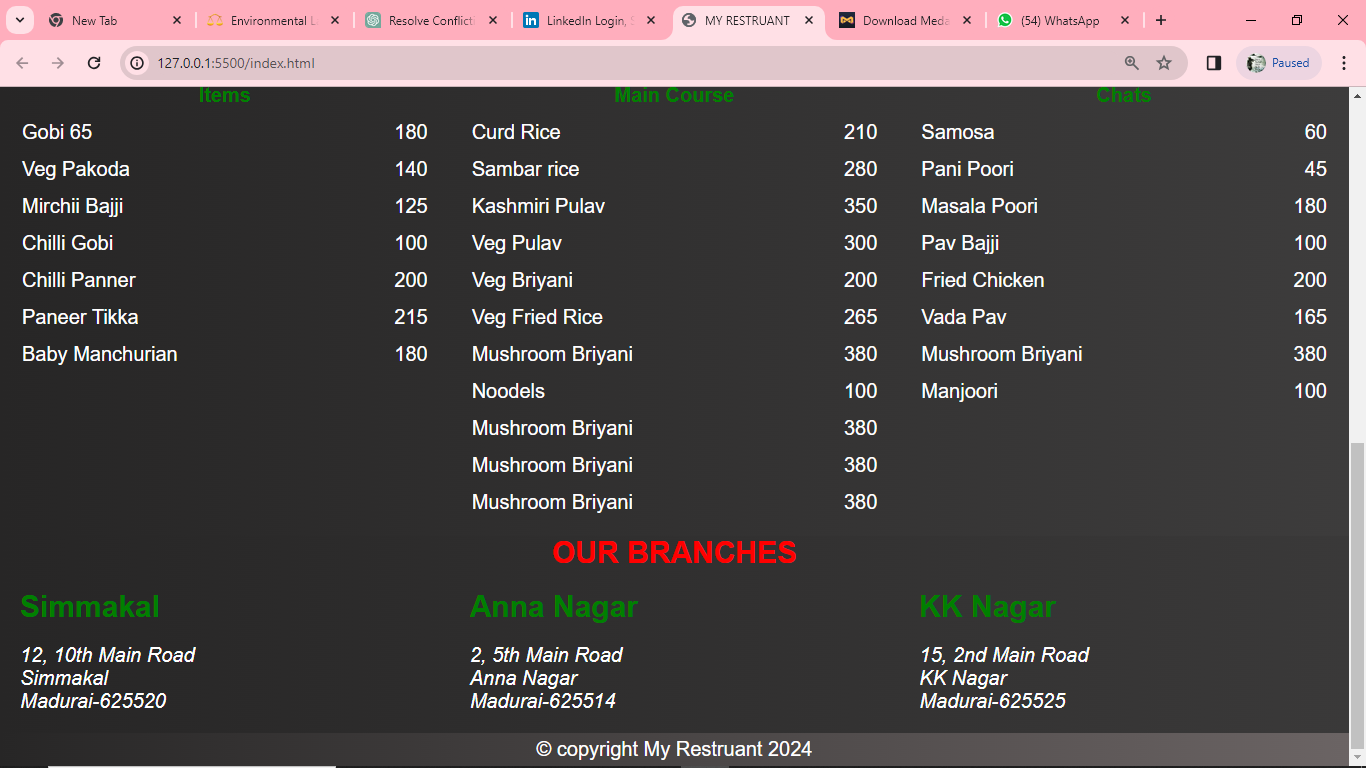 New Tab
Environmental L
Resolve Conflicti
LinkedIn Login, S
MY RESTRUANT
Download Meda
(54) WhatsApp
127.0.0.1:5500/index.html
Paused
Items
Gobi 65 180
Veg Pakoda 140
Mirchii Bajji 125
Chilli Gobi 100
Chilli Panner 200
Paneer Tikka 215
Baby Manchurian 180
Main Course
Curd Rice 210
Sambar rice 280
Kashmiri Pulav 350
Veg Pulav 300
Veg Briyani 200
Veg Fried Rice 265
Mushroom Briyani 380
Noodels 100
Mushroom Briyani 380
Mushroom Briyani 380
Mushroom Briyani 380
Chats
Samosa 60
Pani Poori 45
Masala Poori 180
Pav Bajji 100
Fried Chicken 200
Vada Pav 165
Mushroom Briyani 380
Manjoori 100
OUR BRANCHES
Simmakal
12, 10th Main Road
Simmakal
Madurai-625520
Anna Nagar
2, 5th Main Road
Anna Nagar
Madurai-625514
KK Nagar
15, 2nd Main Road
KK Nagar
Madurai-625525
© copyright My Restruant 2024